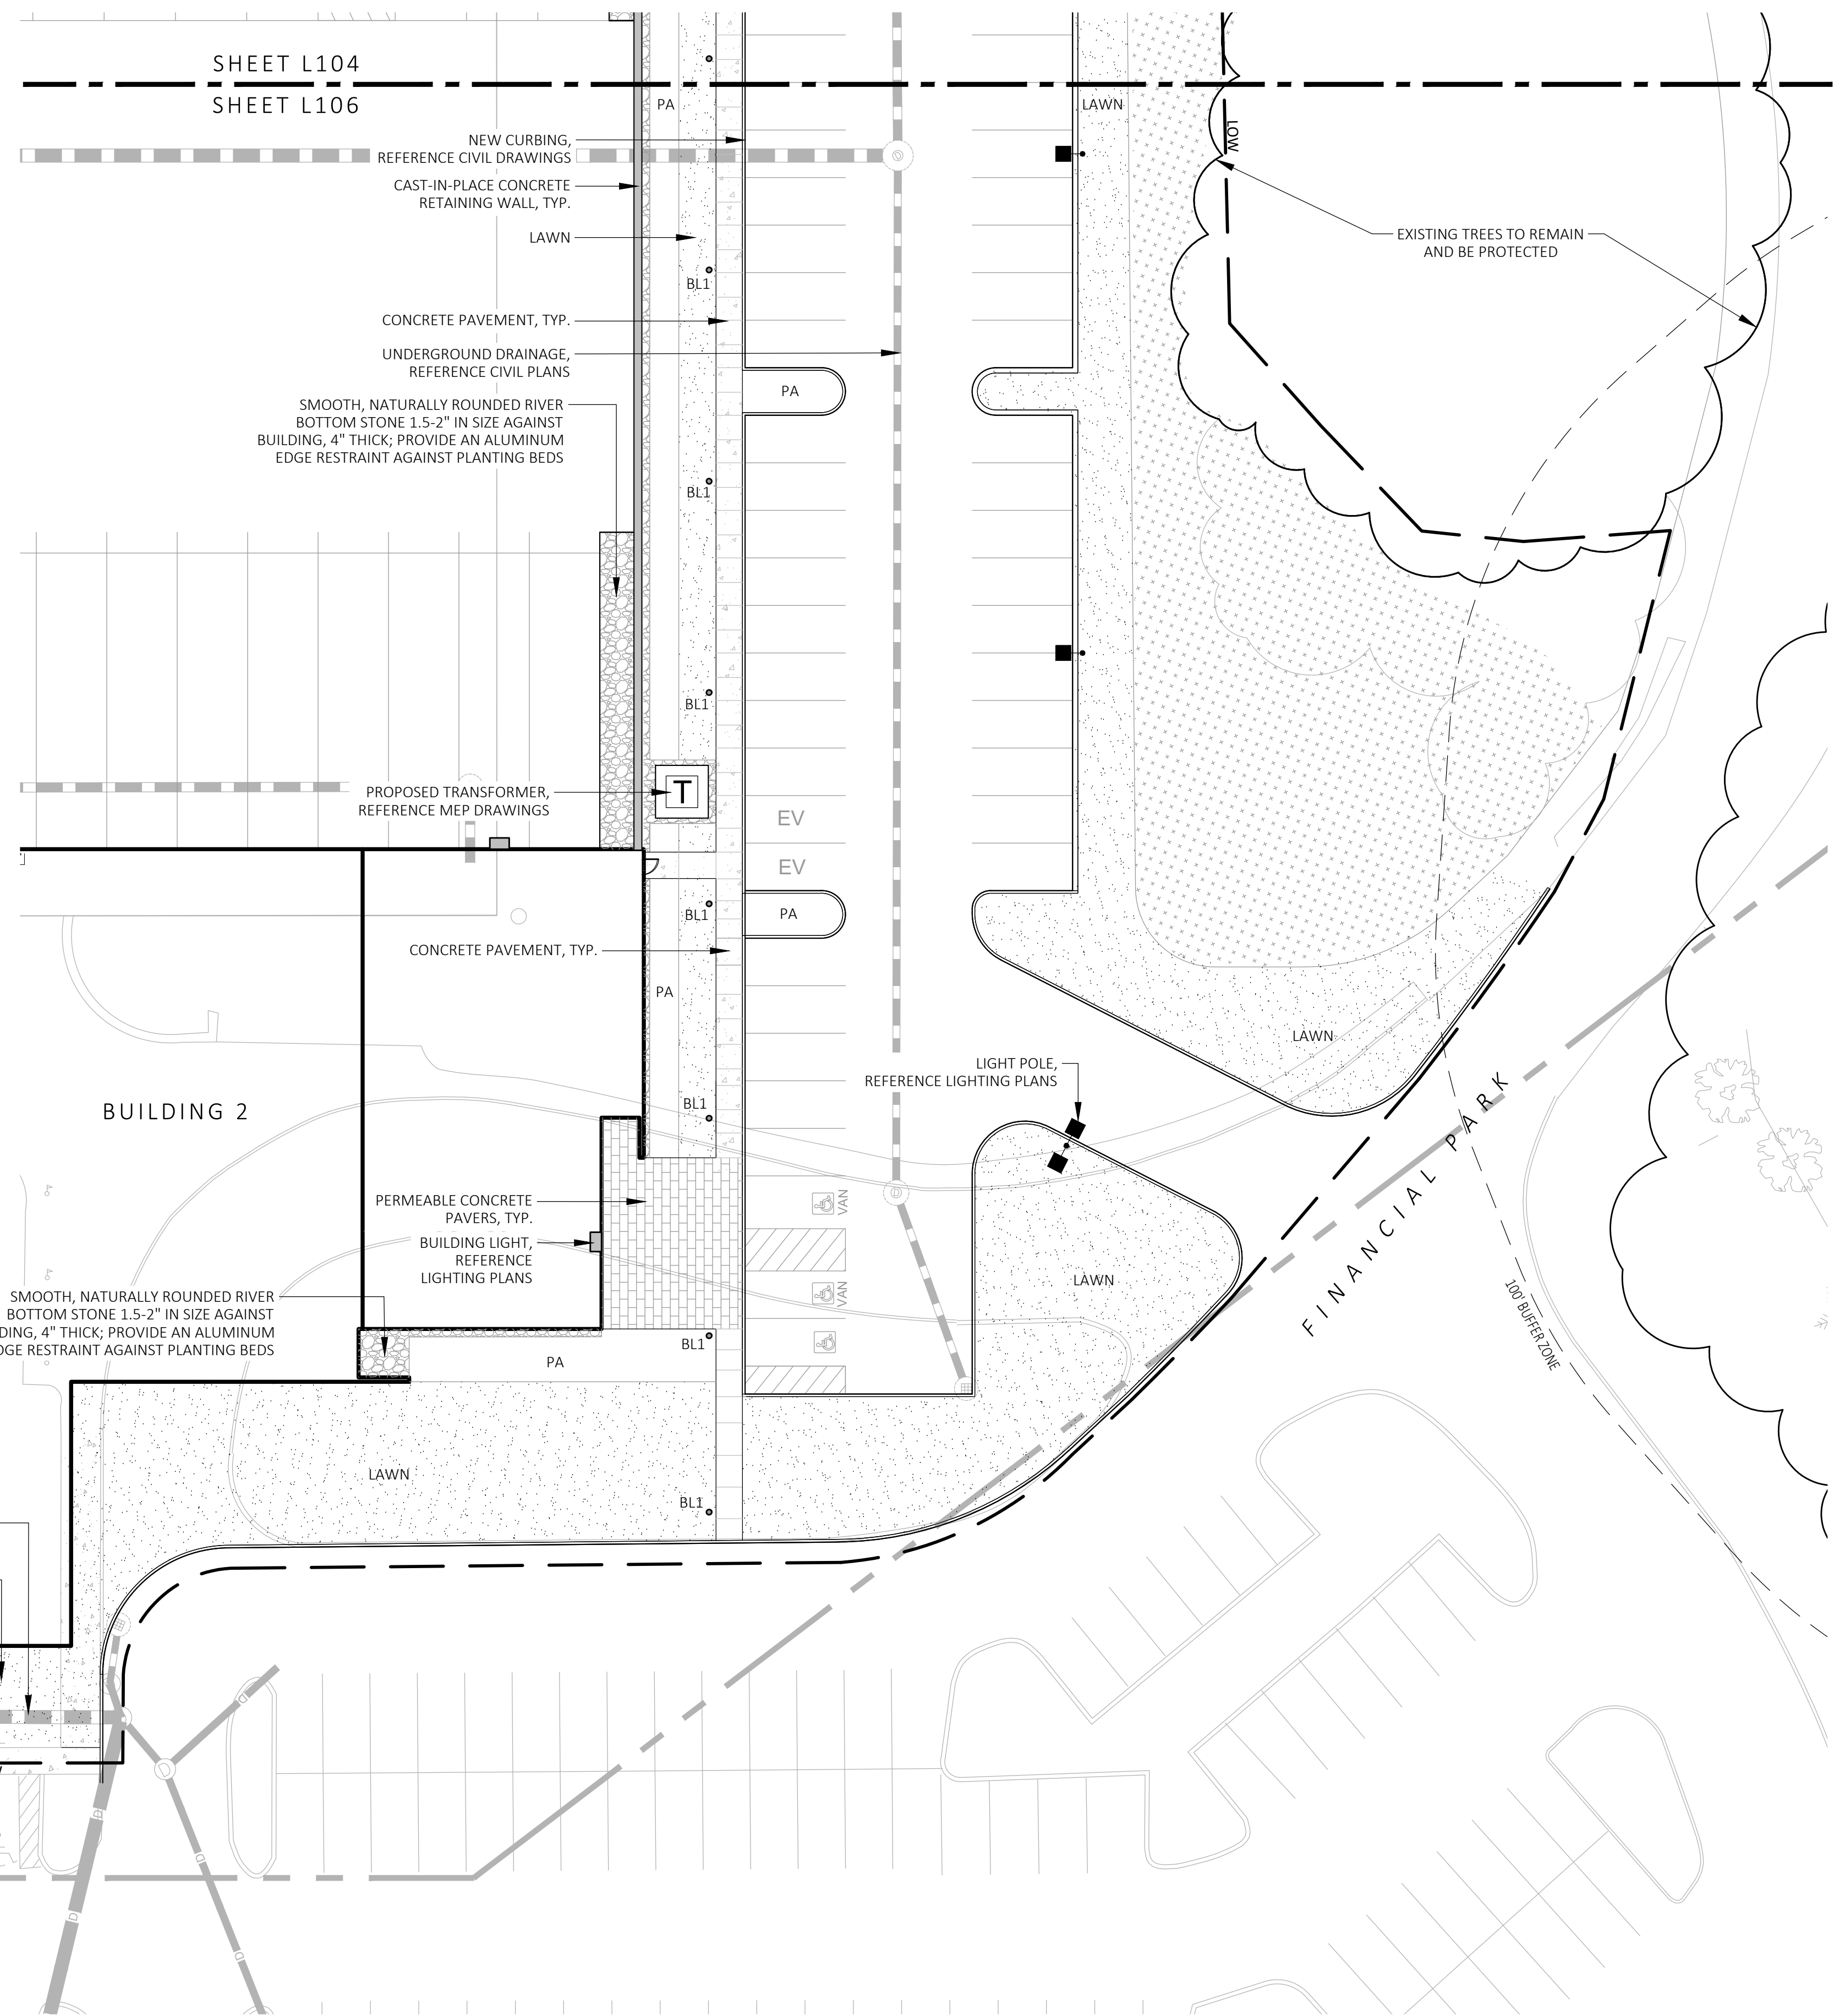 SHEET L104
SHEET L106
PA
LAWN
NEW CURBING,
REFERENCE CIVIL DRAWINGS
LOW
CAST-IN-PLACE CONCRETE
RETAINING WALL, TYP.
LAWN
EXISTING TREES TO REMAIN
AND BE PROTECTED
BL1
CONCRETE PAVEMENT, TYP.
UNDERGROUND DRAINAGE,
REFERENCE CIVIL PLANS
PA
SMOOTH, NATURALLY ROUNDED RIVER
BOTTOM STONE 1.5-2" IN SIZE AGAINST
BUILDING, 4" THICK; PROVIDE AN ALUMINUM
EDGE RESTRAINT AGAINST PLANTING BEDS
BL1
BL1
T
PROPOSED TRANSFORMER,
REFERENCE MEP DRAWINGS
EV
EV
BL1
PA
CONCRETE PAVEMENT, TYP.
PA
LAWN
LIGHT POLE,
REFERENCE LIGHTING PLANS
BUILDING 2
BL1
FINANCIAL PARK
PERMEABLE CONCRETE
PAVERS, TYP.
VAN
BUILDING LIGHT,
REFERENCE
LIGHTING PLANS
VAN
LAWN
SMOOTH, NATURALLY ROUNDED RIVER
BOTTOM STONE 1.5-2" IN SIZE AGAINST
DING, 4" THICK; PROVIDE AN ALUMINUM
DGE RESTRAINT AGAINST PLANTING BEDS
100' BUFFER ZONE
BL1
PA
LAWN
BL1
D
D
D
D
D
D